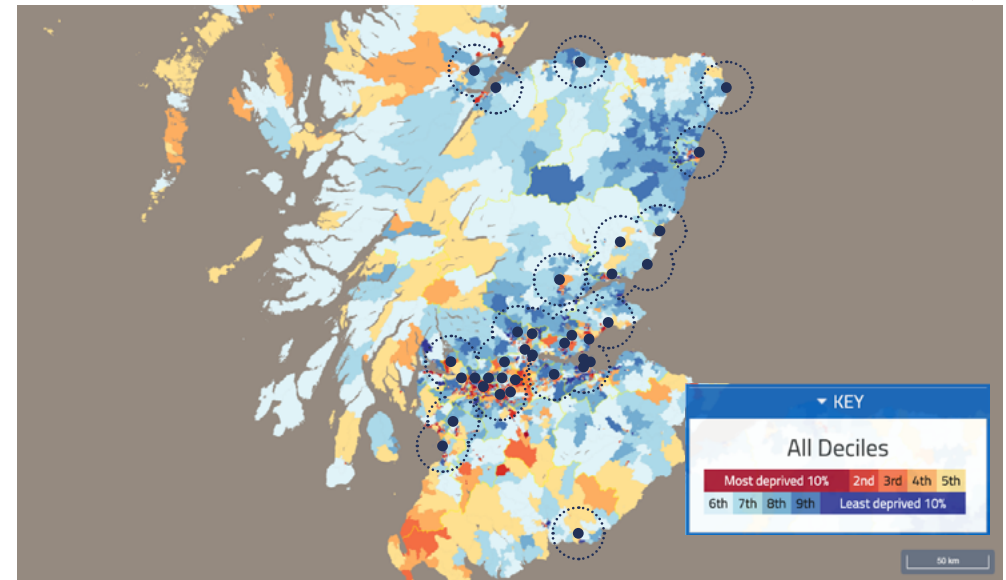 KEY
All Deciles
Most deprived 10% 2nd 3rd 4th 5th
6th 7th 8th 9th Least deprived 10%
50 km